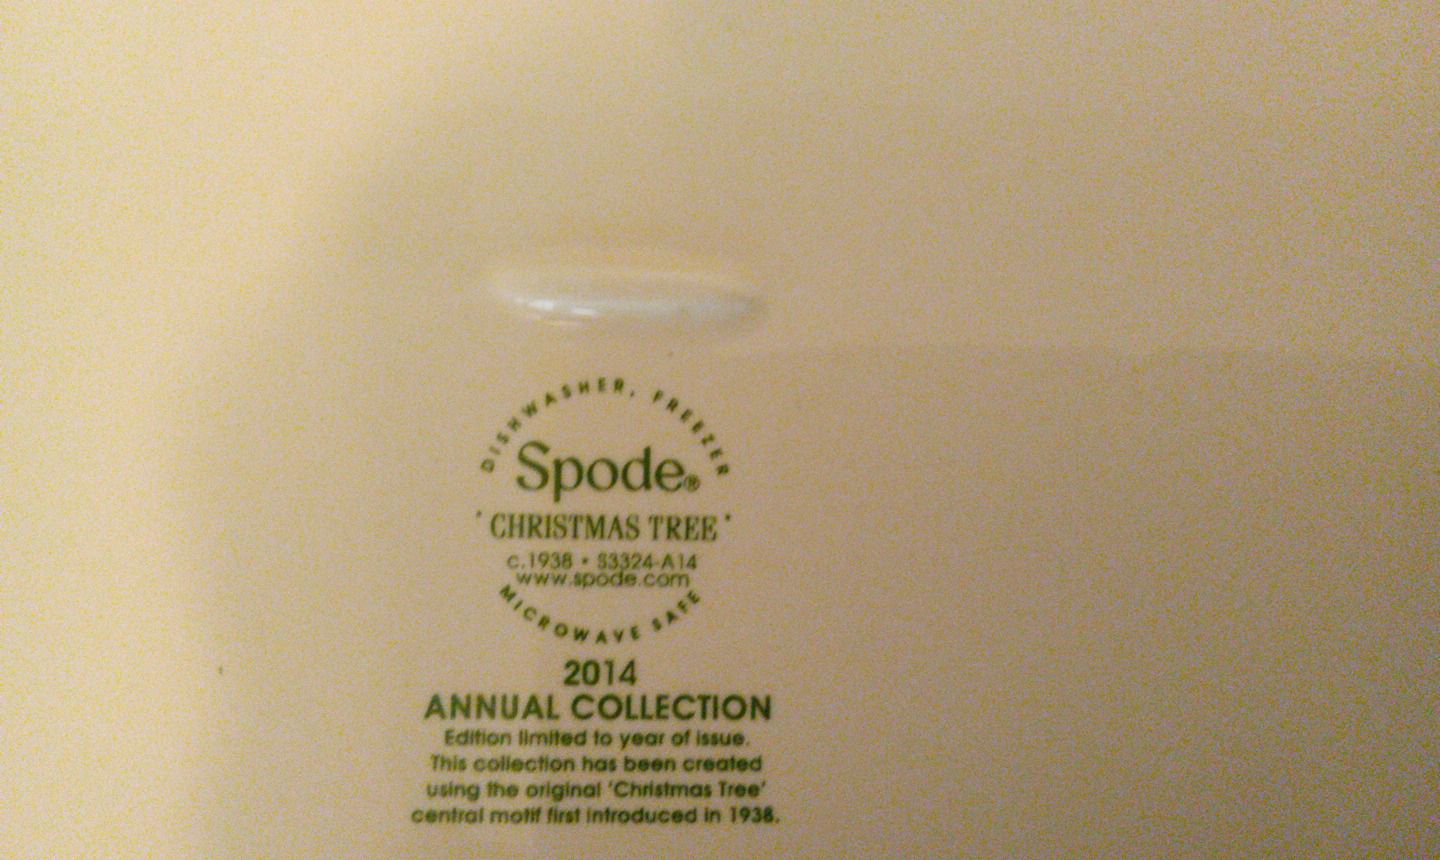 DISHWASHER, FREEZER
Spode®
'CHRISTMAS TREE'
c.1938 • S3324-A14
www.spode.com
MICROWAVE SAFE
2014
ANNUAL COLLECTION
Edition limited to year of issue.
This collection has been created
using the original 'Christmas Tree'
central motif first introduced in 1938.